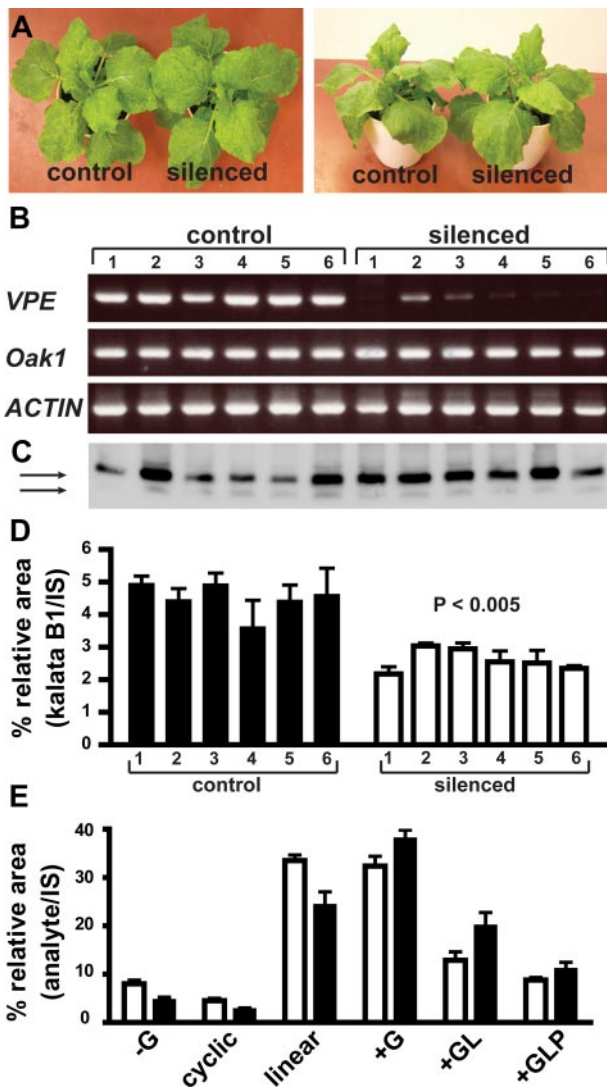 A
control silenced
control silenced
B
control silenced
1 2 3 4 5 6 1 2 3 4 5 6
VPE
Oak1
ACTIN
C
D
% relative area
(kalata B1/IS)
6
5
4
3
2
1
0
P < 0.005
1 2 3 4 5 6 1 2 3 4 5 6
control silenced
E
% relative area
(analyte/IS)
40
30
20
10
0
-G cyclic linear +G +GL +GLP